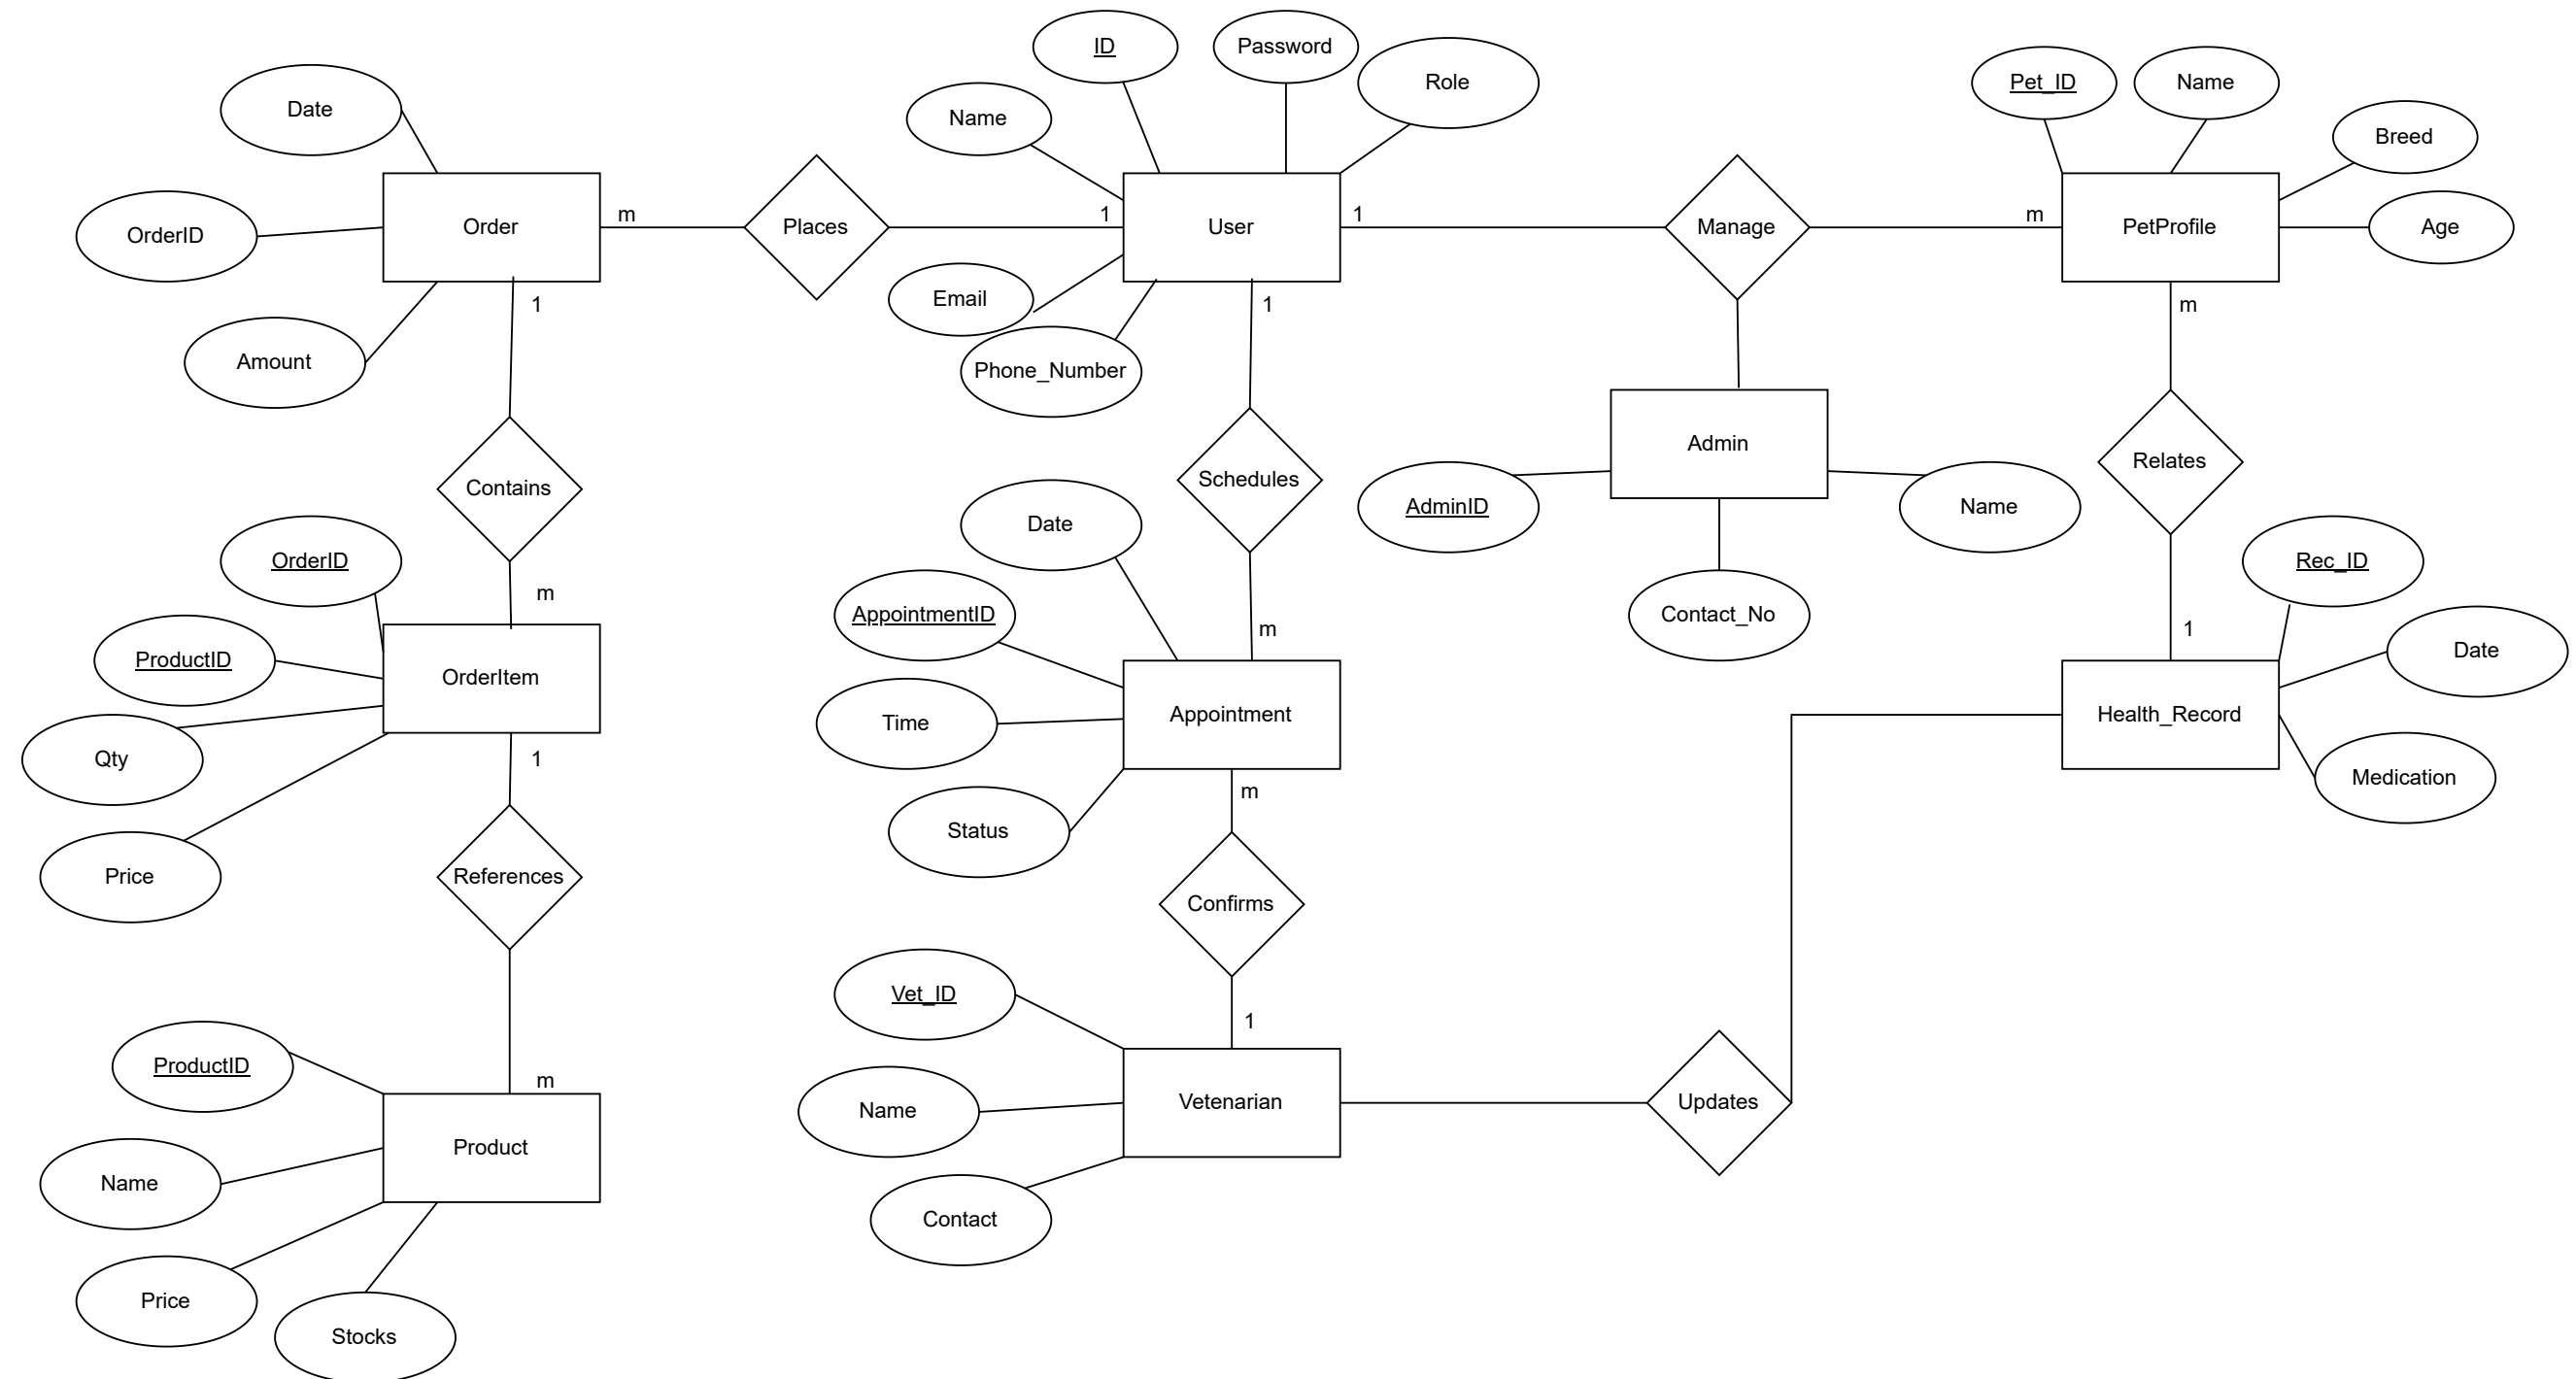 ID
Password
Role
Name
Date
Pet_ID
Name
Breed
OrderID
Order
m
Places
1
User
1
Manage
m
PetProfile
Age
Email
1
1
m
Amount
Phone_Number
Contains
Schedules
Admin
Relates
AdminID
Name
Date
OrderID
Rec_ID
m
AppointmentID
Contact_No
m
1
ProductID
OrderItem
Date
Time
Appointment
Health_Record
Qty
1
Medication
m
Status
Price
References
Confirms
Vet_ID
1
ProductID
m
Name
Vetenarian
Updates
Product
Name
Contact
Price
Stocks